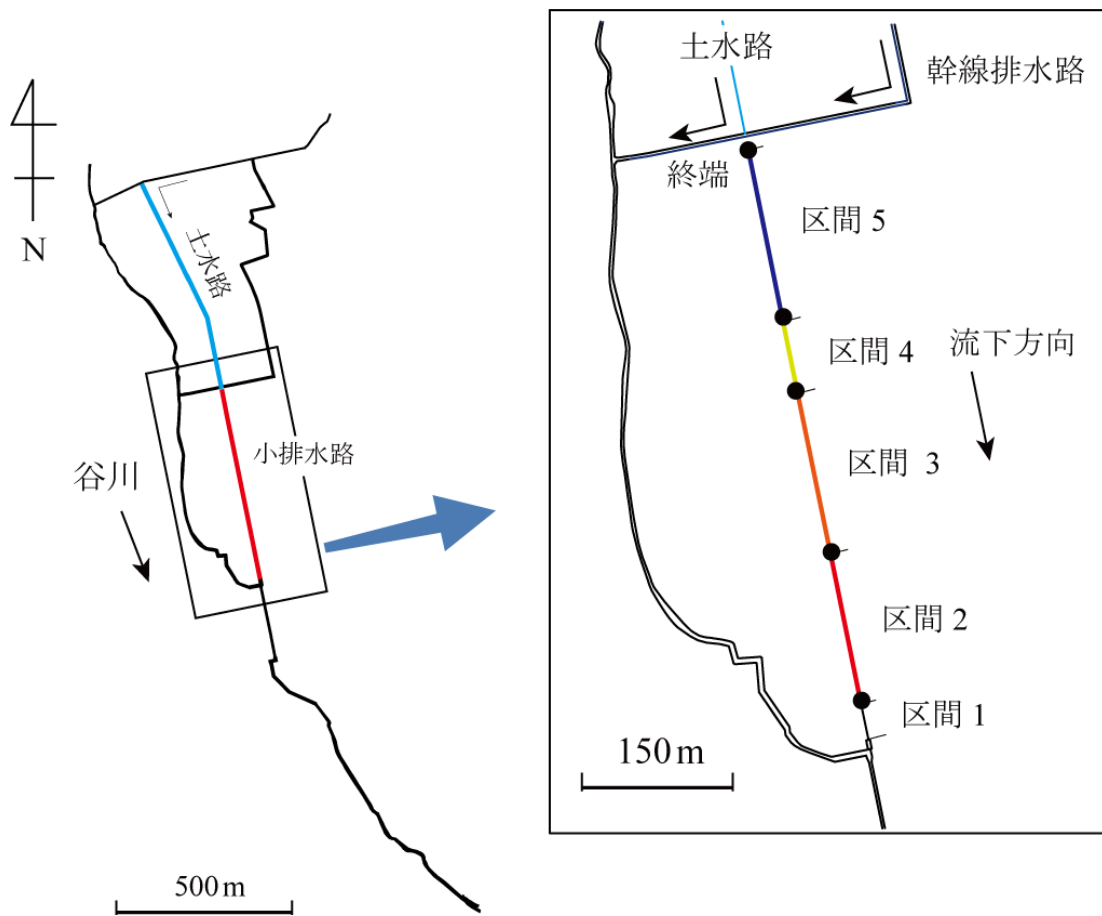 N
土水路
小排水路
谷川
500 m
土水路
幹線排水路
終端
区間 5
区間 4
流下方向
区間 3
区間 2
区間 1
150 m